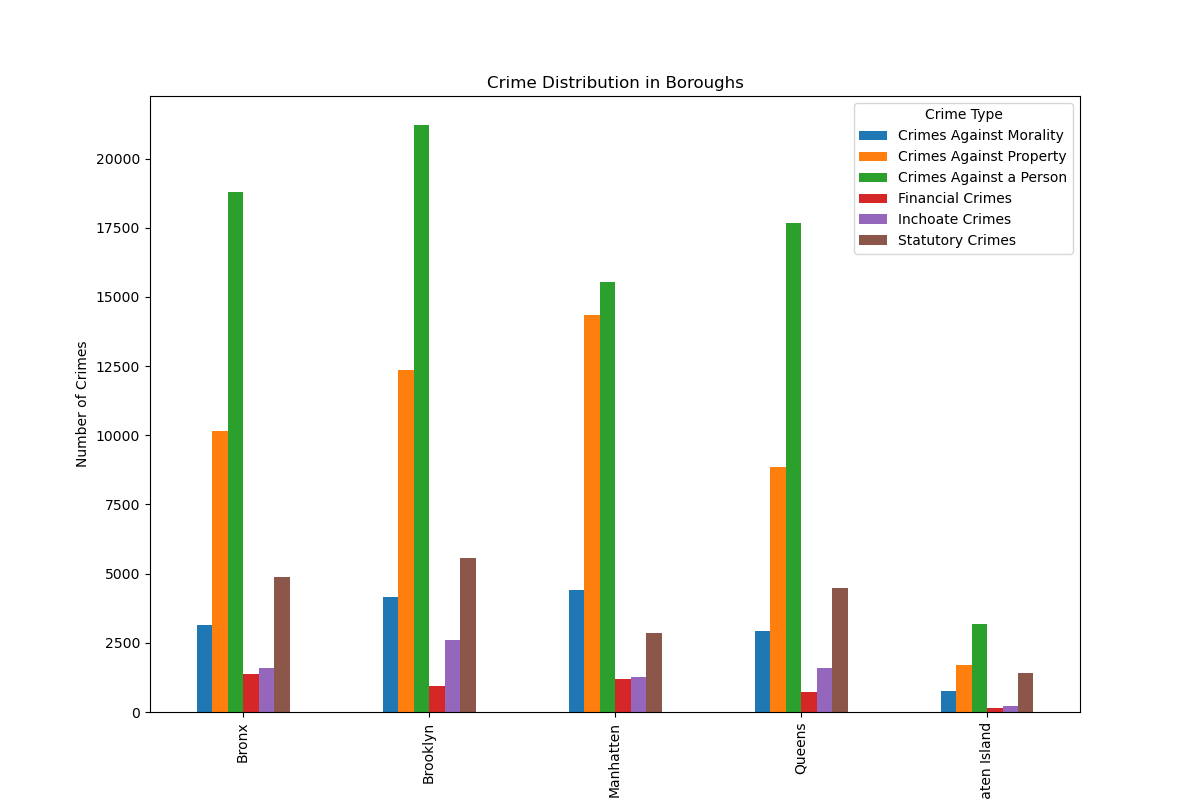 Crime Distribution in Boroughs
Crime Type
Crimes Against Morality
Crimes Against Property
Crimes Against a Person
Financial Crimes
Inchoate Crimes
Statutory Crimes
Number of Crimes
20000
17500
15000
12500
10000
7500
5000
2500
0
Bronx
Brooklyn
Manhatten
Queens
aten Island